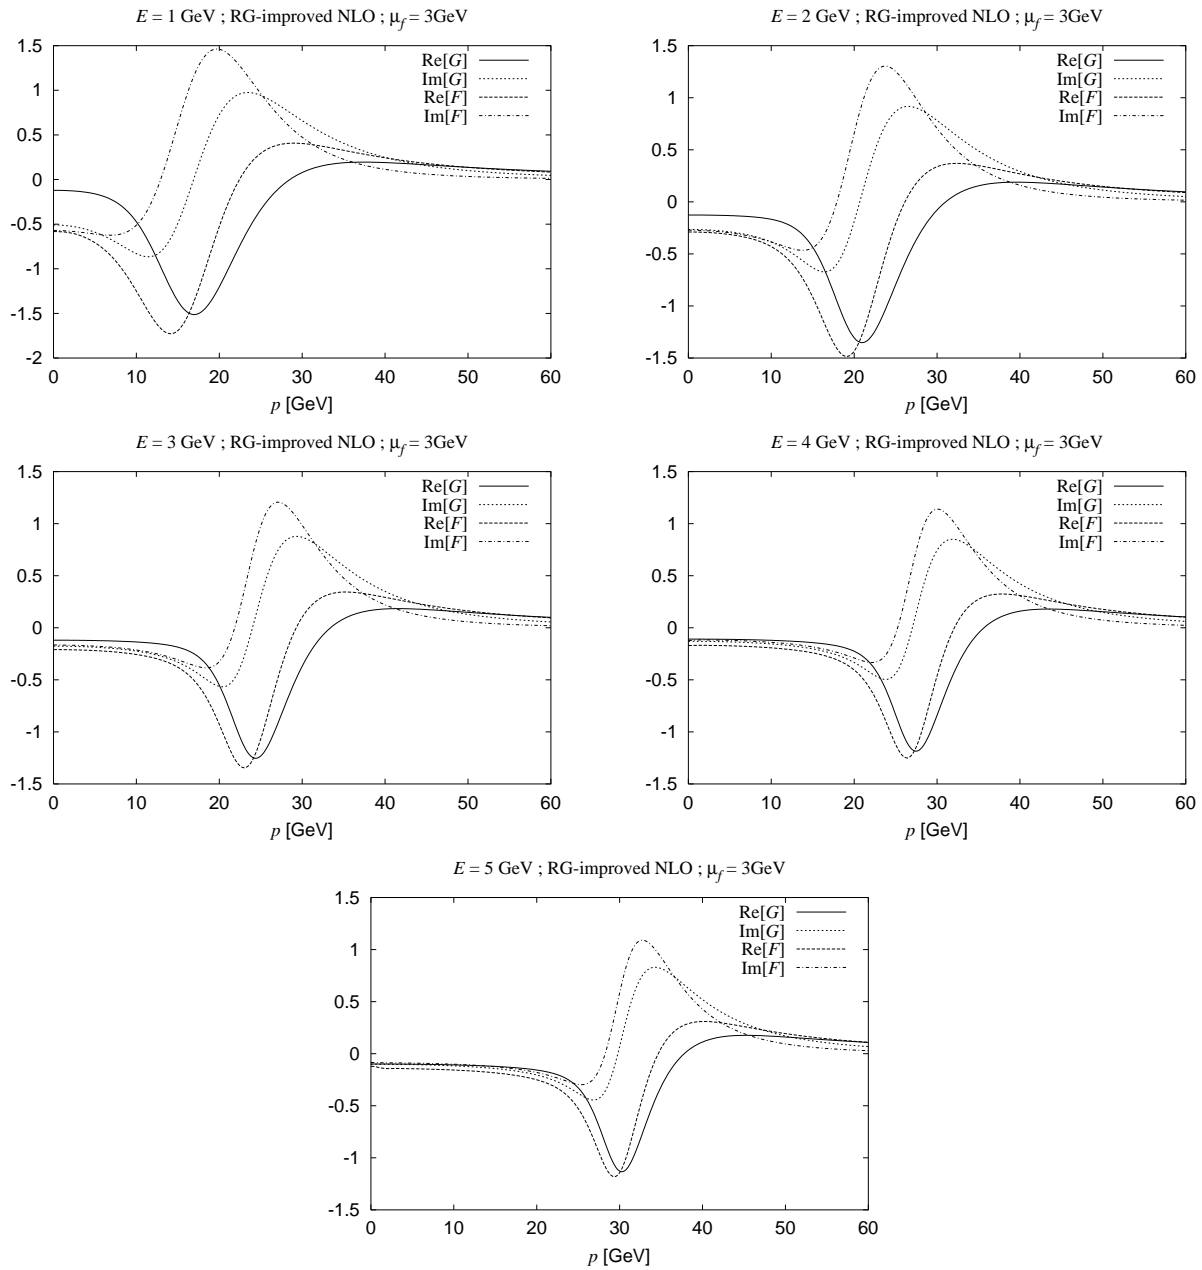 E = 1 GeV ; RG-improved NLO ; μf = 3GeV
1.5
1
0.5
0
-0.5
-1
-1.5
-2
0 10 20 30 40 50 60
p [GeV]
Re[G]
Im[G]
Re[F]
Im[F]
E = 2 GeV ; RG-improved NLO ; μf = 3GeV
1.5
1
0.5
0
-0.5
-1
-1.5
0 10 20 30 40 50 60
p [GeV]
Re[G]
Im[G]
Re[F]
Im[F]
E = 3 GeV ; RG-improved NLO ; μf = 3GeV
1.5
1
0.5
0
-0.5
-1
-1.5
0 10 20 30 40 50 60
p [GeV]
Re[G]
Im[G]
Re[F]
Im[F]
E = 4 GeV ; RG-improved NLO ; μf = 3GeV
1.5
1
0.5
0
-0.5
-1
-1.5
0 10 20 30 40 50 60
p [GeV]
Re[G]
Im[G]
Re[F]
Im[F]
E = 5 GeV ; RG-improved NLO ; μf = 3GeV
1.5
1
0.5
0
-0.5
-1
-1.5
0 10 20 30 40 50 60
p [GeV]
Re[G]
Im[G]
Re[F]
Im[F]